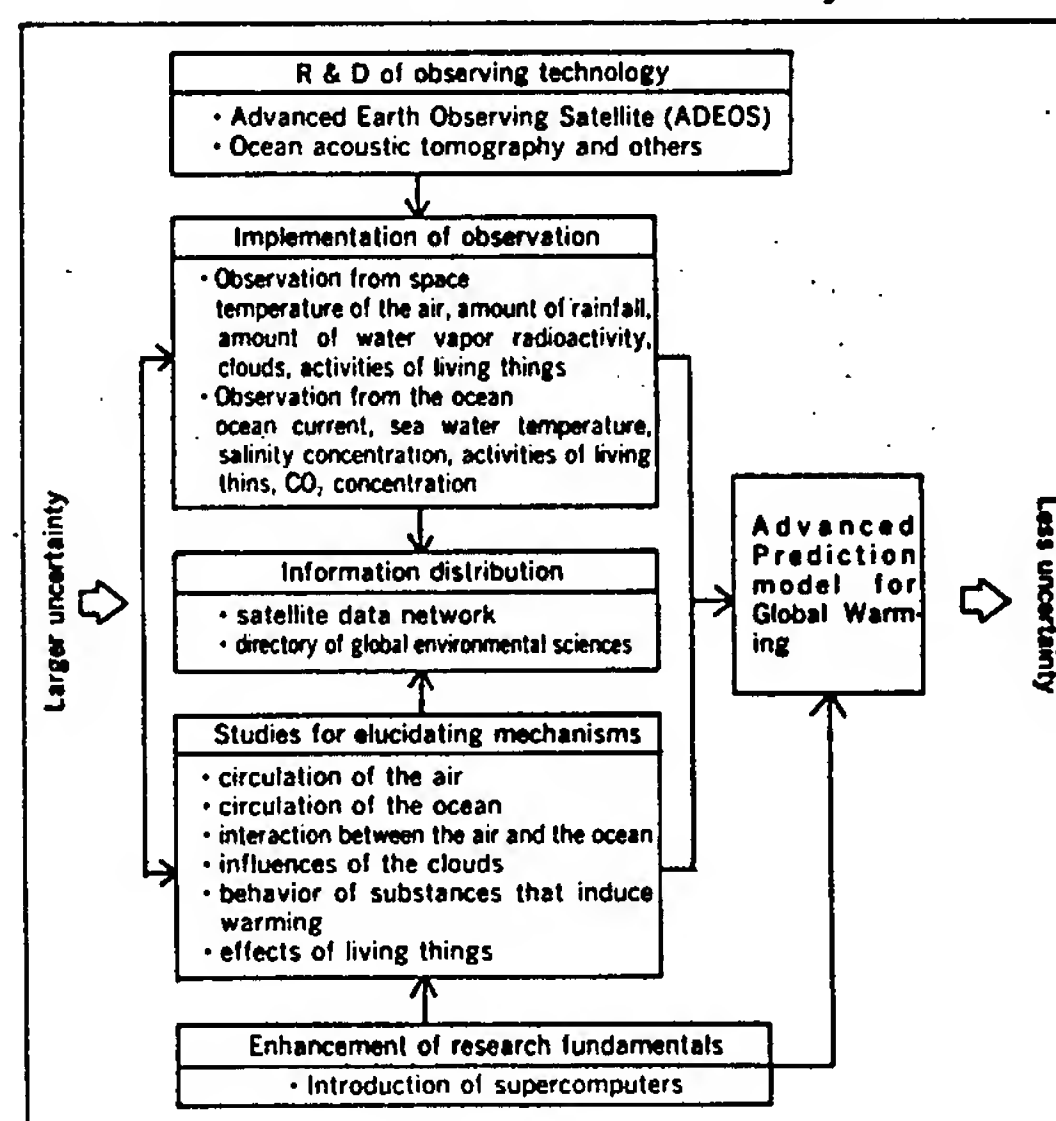 R & D of observing technology
• Advanced Earth Observing Satellite (ADEOS)
• Ocean acoustic tomography and others
Implementation of observation
• Observation from space
temperature of the air, amount of rainfall,
amount of water vapor radioactivity,
clouds, activities of living things
• Observation from the ocean
ocean current, sea water temperature,
salinity concentration, activities of living
thins, CO₂ concentration
Larger uncertainty
Information distribution
• satellite data network
• directory of global environmental sciences
Advanced
Prediction
model for
Global Warm-
ing
Less uncertainty
Studies for elucidating mechanisms
• circulation of the air
• circulation of the ocean
• interaction between the air and the ocean
• influences of the clouds
• behavior of substances that induce
warming
• effects of living things
Enhancement of research fundamentals
• Introduction of supercomputers